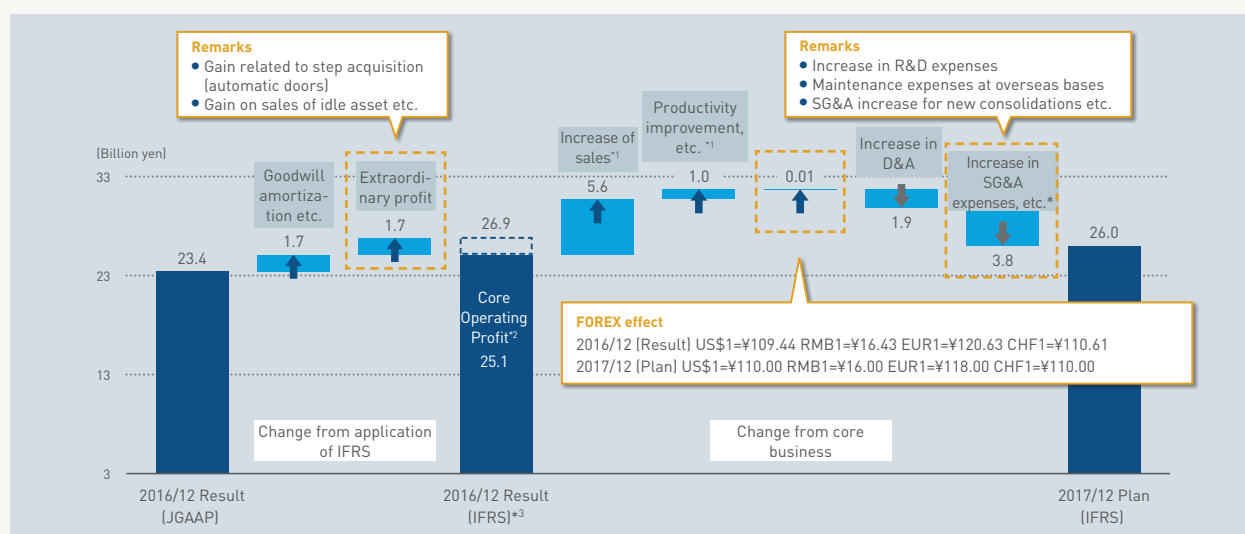 Remarks
● Gain related to step acquisition
(automatic doors)
● Gain on sales of idle asset etc.
Remarks
● Increase in R&D expenses
● Maintenance expenses at overseas bases
● SG&A increase for new consolidations etc.
(Billion yen)
33
23
13
3
23.4
Goodwill
amortiza-
tion etc.
1.7
Extraordi-
nary profit
1.7
26.9
Core
Operating
Profit*2
25.1
Increase of
sales*1
5.6
Productivity
improvement,
etc. *1
1.0
0.01
Increase in
D&A
1.9
Increase in
SG&A
expenses, etc.*
3.8
26.0
FOREX effect
2016/12 (Result) US$1=¥109.44 RMB1=¥16.43 EUR1=¥120.63 CHF1=¥110.61
2017/12 (Plan) US$1=¥110.00 RMB1=¥16.00 EUR1=¥118.00 CHF1=¥110.00
Change from application
of IFRS
Change from core
business
2016/12 Result
(JGAAP)
2016/12 Result
(IFRS)*3
2017/12 Plan
(IFRS)